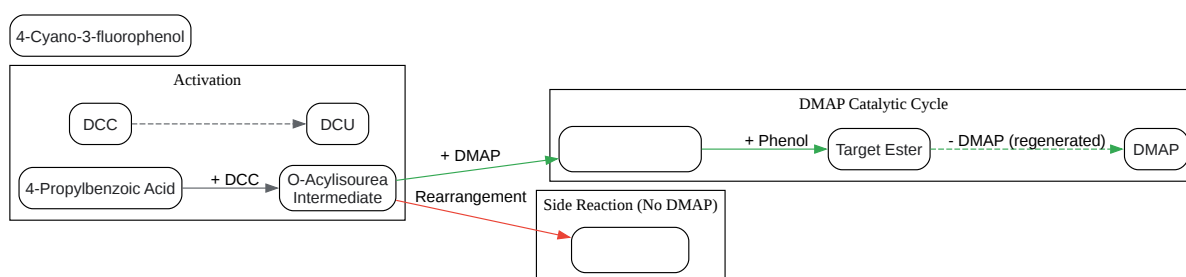 4-Cyano-3-fluorophenol
Activation
DCC
DCU
4-Propylbenzoic Acid
+ DCC
O-Acylisourea
Intermediate
+ DMAP
Rearrangement
DMAP Catalytic Cycle
+ Phenol
Target Ester
- DMAP (regenerated)
DMAP
Side Reaction (No DMAP)